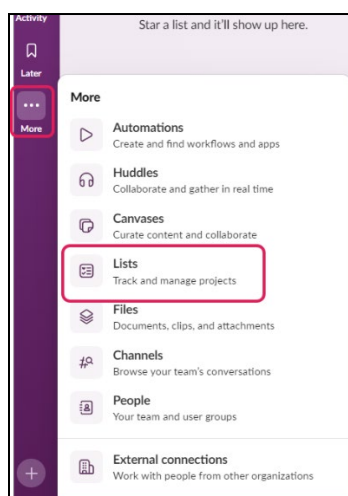 Activity
Star a list and it'll show up here.
Later
More
More
Automations
Create and find workflows and apps
Huddles
Collaborate and gather in real time
Canvases
Curate content and collaborate
Lists
Track and manage projects
Files
Documents, clips, and attachments
Channels
Browse your team's conversations
People
Your team and user groups
External connections
Work with people from other organizations